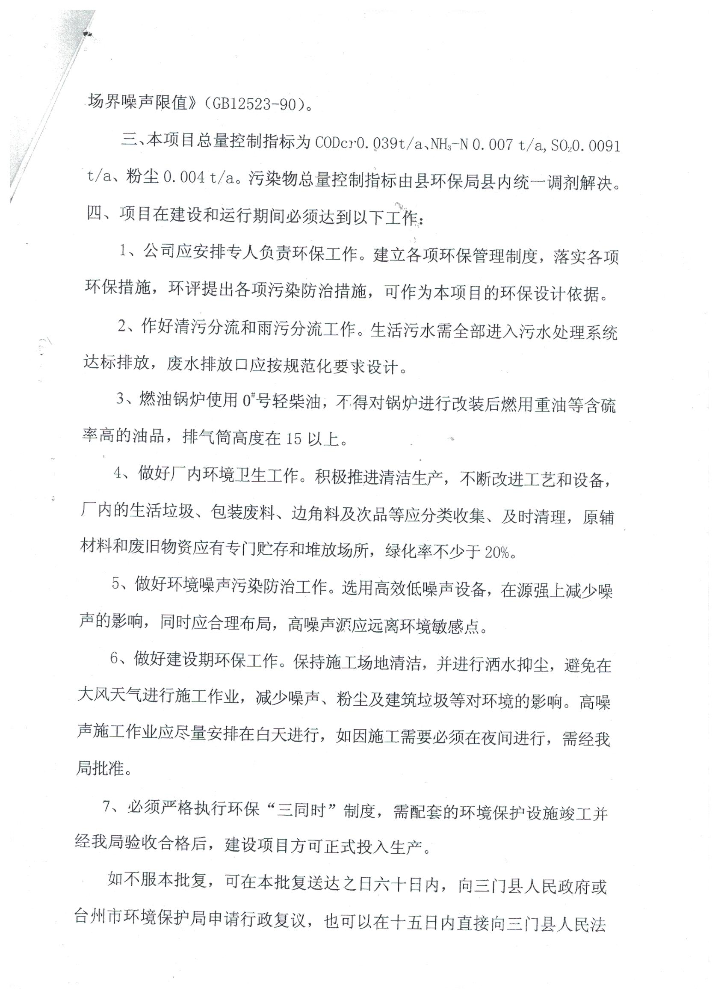 场界噪声限值》（GB12523-90）。
三、本项目总量控制指标为 CODcr0.039t/a、NH₃-N 0.007 t/a, SO₂0.0091
t/a、粉尘 0.004 t/a。污染物总量控制指标由县环保局县内统一调剂解决。
四、项目在建设和运行期间必须达到以下工作：
1、公司应安排专人负责环保工作。建立各项环保管理制度，落实各项
环保措施，环评提出各项污染防治措施，可作为本项目的环保设计依据。
2、作好清污分流和雨污分流工作。生活污水需全部进入污水处理系统
达标排放，废水排放口应按规范化要求设计。
3、燃油锅炉使用 0#号轻柴油，不得对锅炉进行改装后燃用重油等含硫
率高的油品，排气筒高度在 15 以上。
4、做好厂内环境卫生工作。积极推进清洁生产，不断改进工艺和设备，
厂内的生活垃圾、包装废料、边角料及次品等应分类收集、及时清理，原辅
材料和废旧物资应有专门贮存和堆放场所，绿化率不少于 20%。
5、做好环境噪声污染防治工作。选用高效低噪声设备，在源强上减少噪
声的影响，同时应合理布局，高噪声源应远离环境敏感点。
6、做好建设期环保工作。保持施工场地清洁，并进行洒水抑尘，避免在
大风天气进行施工作业，减少噪声、粉尘及建筑垃圾等对环境的影响。高噪
声施工作业应尽量安排在白天进行，如因施工需要必须在夜间进行，需经我
局批准。
7、必须严格执行环保“三同时”制度，需配套的环境保护设施竣工并
经我局验收合格后，建设项目方可正式投入生产。
如不服本批复，可在本批复送达之日六十日内，向三门县人民政府或
台州市环境保护局申请行政复议，也可以在十五日内直接向三门县人民法